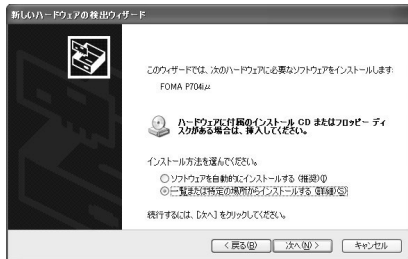 新しいハードウェアの検出ウィザード
このウィザードでは、次のハードウェアに必要なソフトウェアをインストールします:
FOMA P704iμ
ハードウェアに付属のインストール CD またはフロッピー ディ
スクがある場合は、挿入してください。
インストール方法を選んでください。
ソフトウェアを自動的にインストールする (推奨)(I)
一覧または特定の場所からインストールする (詳細)(S)
続行するには、[次へ] をクリックしてください。
< 戻る(B) 次へ(N) > キャンセル